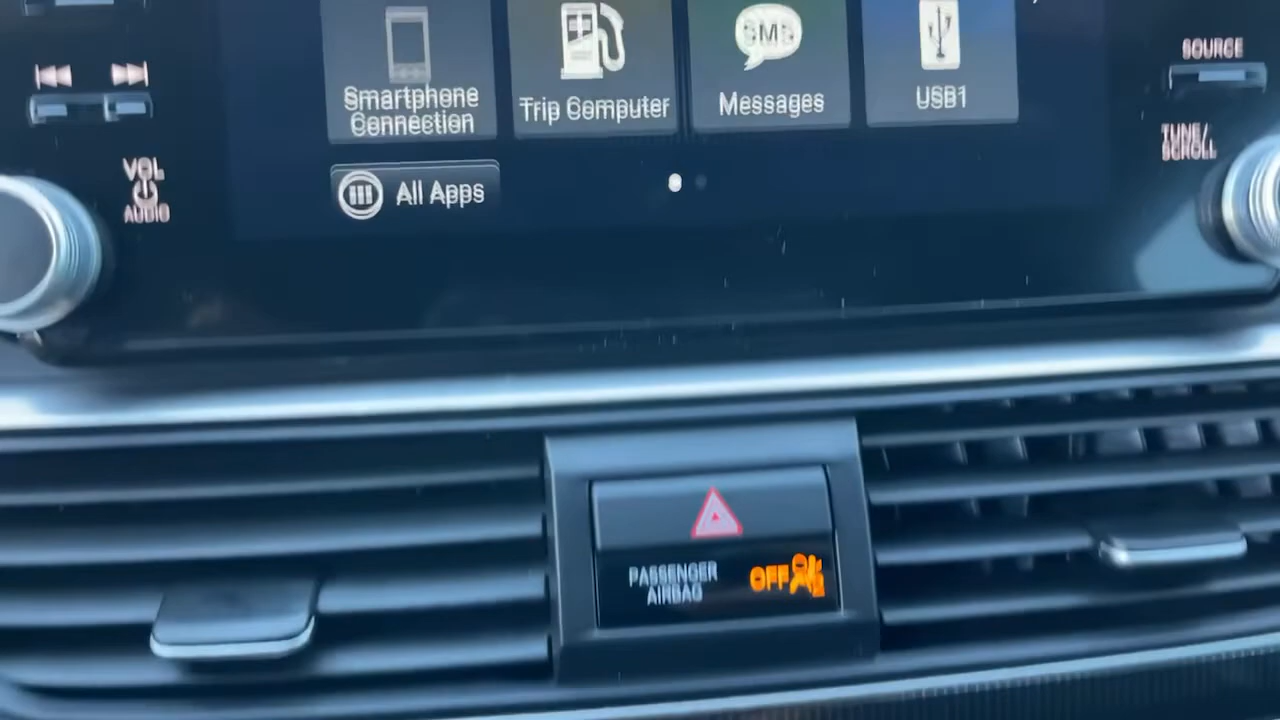 SMS
Smartphone
Connection
Trip Computer
Messages
USB1
All Apps
VOL
AUDIO
SOURCE
TUNE/
SCROLL
PASSENGER
AIRBAG
OFF